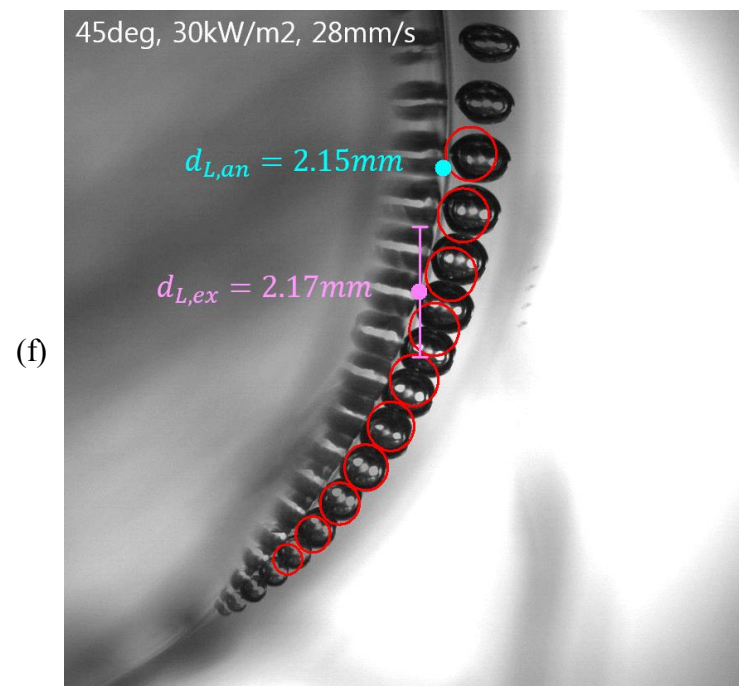 45deg, 30kW/m2, 28mm/s
d_{L,an} = 2.15mm
d_{L,ex} = 2.17mm
(f)